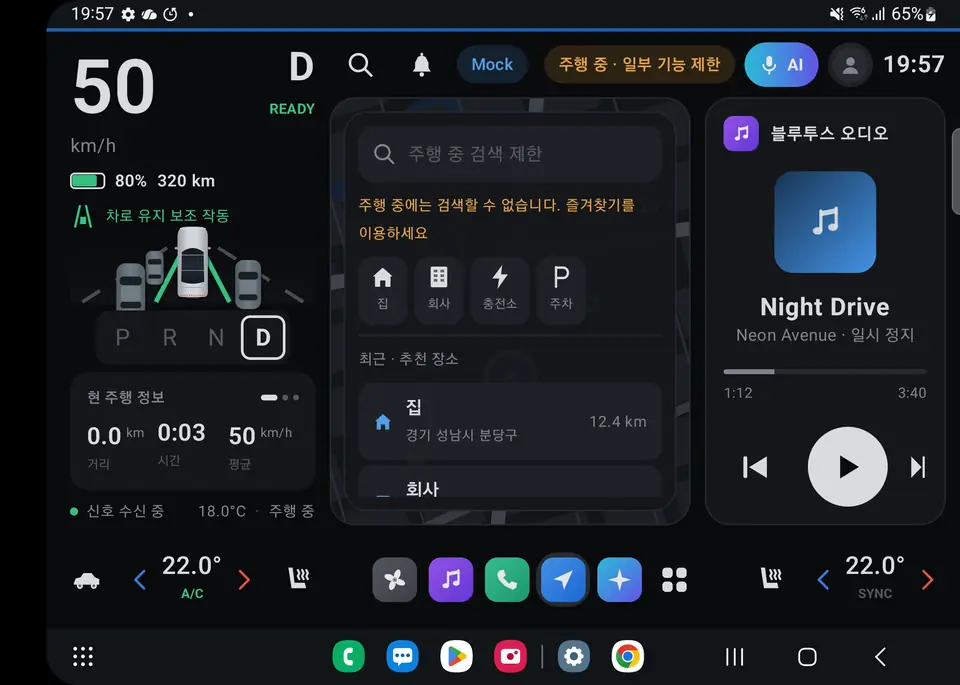 19:57
65%
50
D
READY
km/h
80% 320 km
차로 유지 보조 작동
P R N D
현 주행 정보
0.0 km 0:03 50 km/h
거리 시간 평균
신호 수신 중 18.0°C · 주행 중
Mock
주행 중 · 일부 기능 제한
AI
19:57
주행 중 검색 제한
주행 중에는 검색할 수 없습니다. 즐겨찾기를
이용하세요
집 회사 충전소 주차
최근 · 추천 장소
집
경기 성남시 분당구
12.4 km
회사
블루투스 오디오
Night Drive
Neon Avenue · 일시 정지
1:12 3:40
22.0°
A/C
22.0°
SYNC